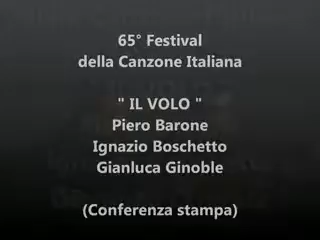 65° Festival
della Canzone Italiana
" IL VOLO "
Piero Barone
Ignazio Boschetto
Gianluca Ginoble
(Conferenza stampa)